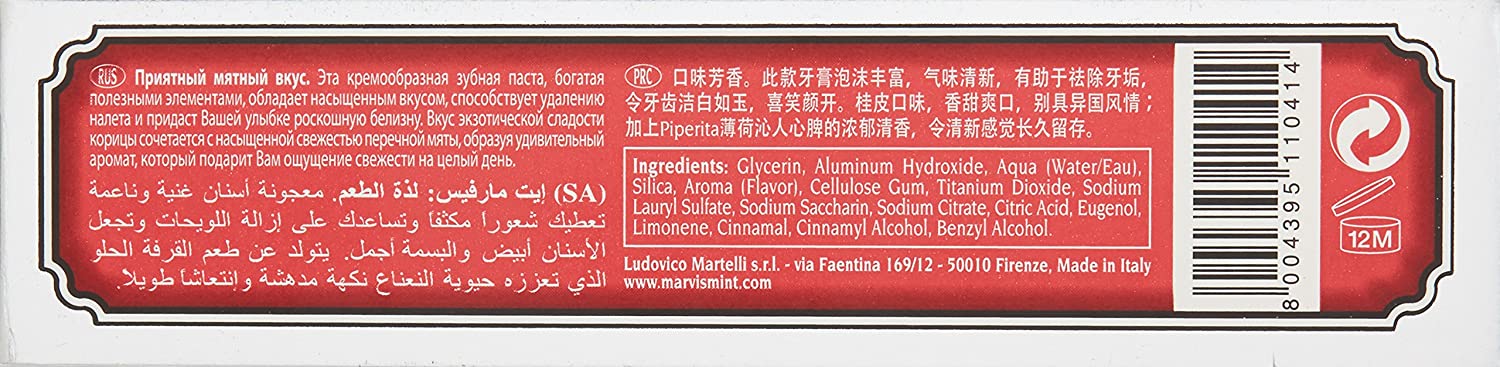 RUS Приятный мятный вкус. Эта кремообразная зубная паста, богатая
полезными элементами, обладает насыщенным вкусом, способствует удалению
налета и придаст Вашей улыбке роскошную белизну. Вкус экзотической сладости
корицы сочетается с насыщенной свежестью перечной мяты, образуя удивительный
аромат, который подарит Вам ощущение свежести на целый день.
(SA) إيت مارفيس: لذة الطعم. معجونة أسنان غنية وناعمة
تعطيك شعوراً مكثفاً وتساعدك على إزالة اللويحات وتجعل
الأسنان أبيض والبسمة أجمل. يتولد عن طعم القرفة الحلو
الذي تعززه حيوية النعناع نكهة مدهشة وإنتعاشا طويلا.
PRC 口味芳香。此款牙膏泡沫丰富，气味清新，有助于祛除牙垢，
令牙齿洁白如玉，喜笑颜开。桂皮口味，香甜爽口，别具异国风情；
加上Piperita薄荷沁人心脾的浓郁清香，令清新感觉长久留存。
Ingredients: Glycerin, Aluminum Hydroxide, Aqua (Water/Eau),
Silica, Aroma (Flavor), Cellulose Gum, Titanium Dioxide, Sodium
Lauryl Sulfate, Sodium Saccharin, Sodium Citrate, Citric Acid, Eugenol,
Limonene, Cinnamal, Cinnamyl Alcohol, Benzyl Alcohol.
Ludovico Martelli s.r.l. - via Faentina 169/12 - 50010 Firenze, Made in Italy
www.marvismint.com
8 004395 110414
12M